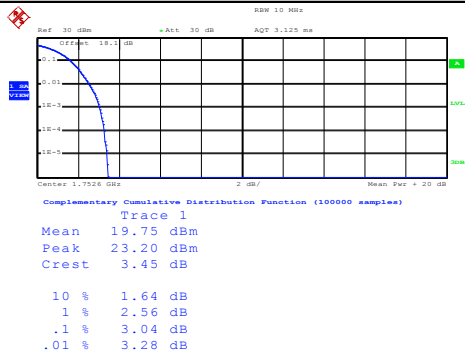 RBW 10 MHz
Ref 30 dBm Att 30 dB AQT 3.125 ms
Offset 18.1 dB
0.1
0.01
1E-3
1E-4
1E-5
1 SA
VIEW
A
LVL
3DB
Center 1.7526 GHz 2 dB/ Mean Pwr + 20 dB
Complementary Cumulative Distribution Function (100000 samples)
Trace 1
Mean 19.75 dBm
Peak 23.20 dBm
Crest 3.45 dB
10 % 1.64 dB
1 % 2.56 dB
.1 % 3.04 dB
.01 % 3.28 dB